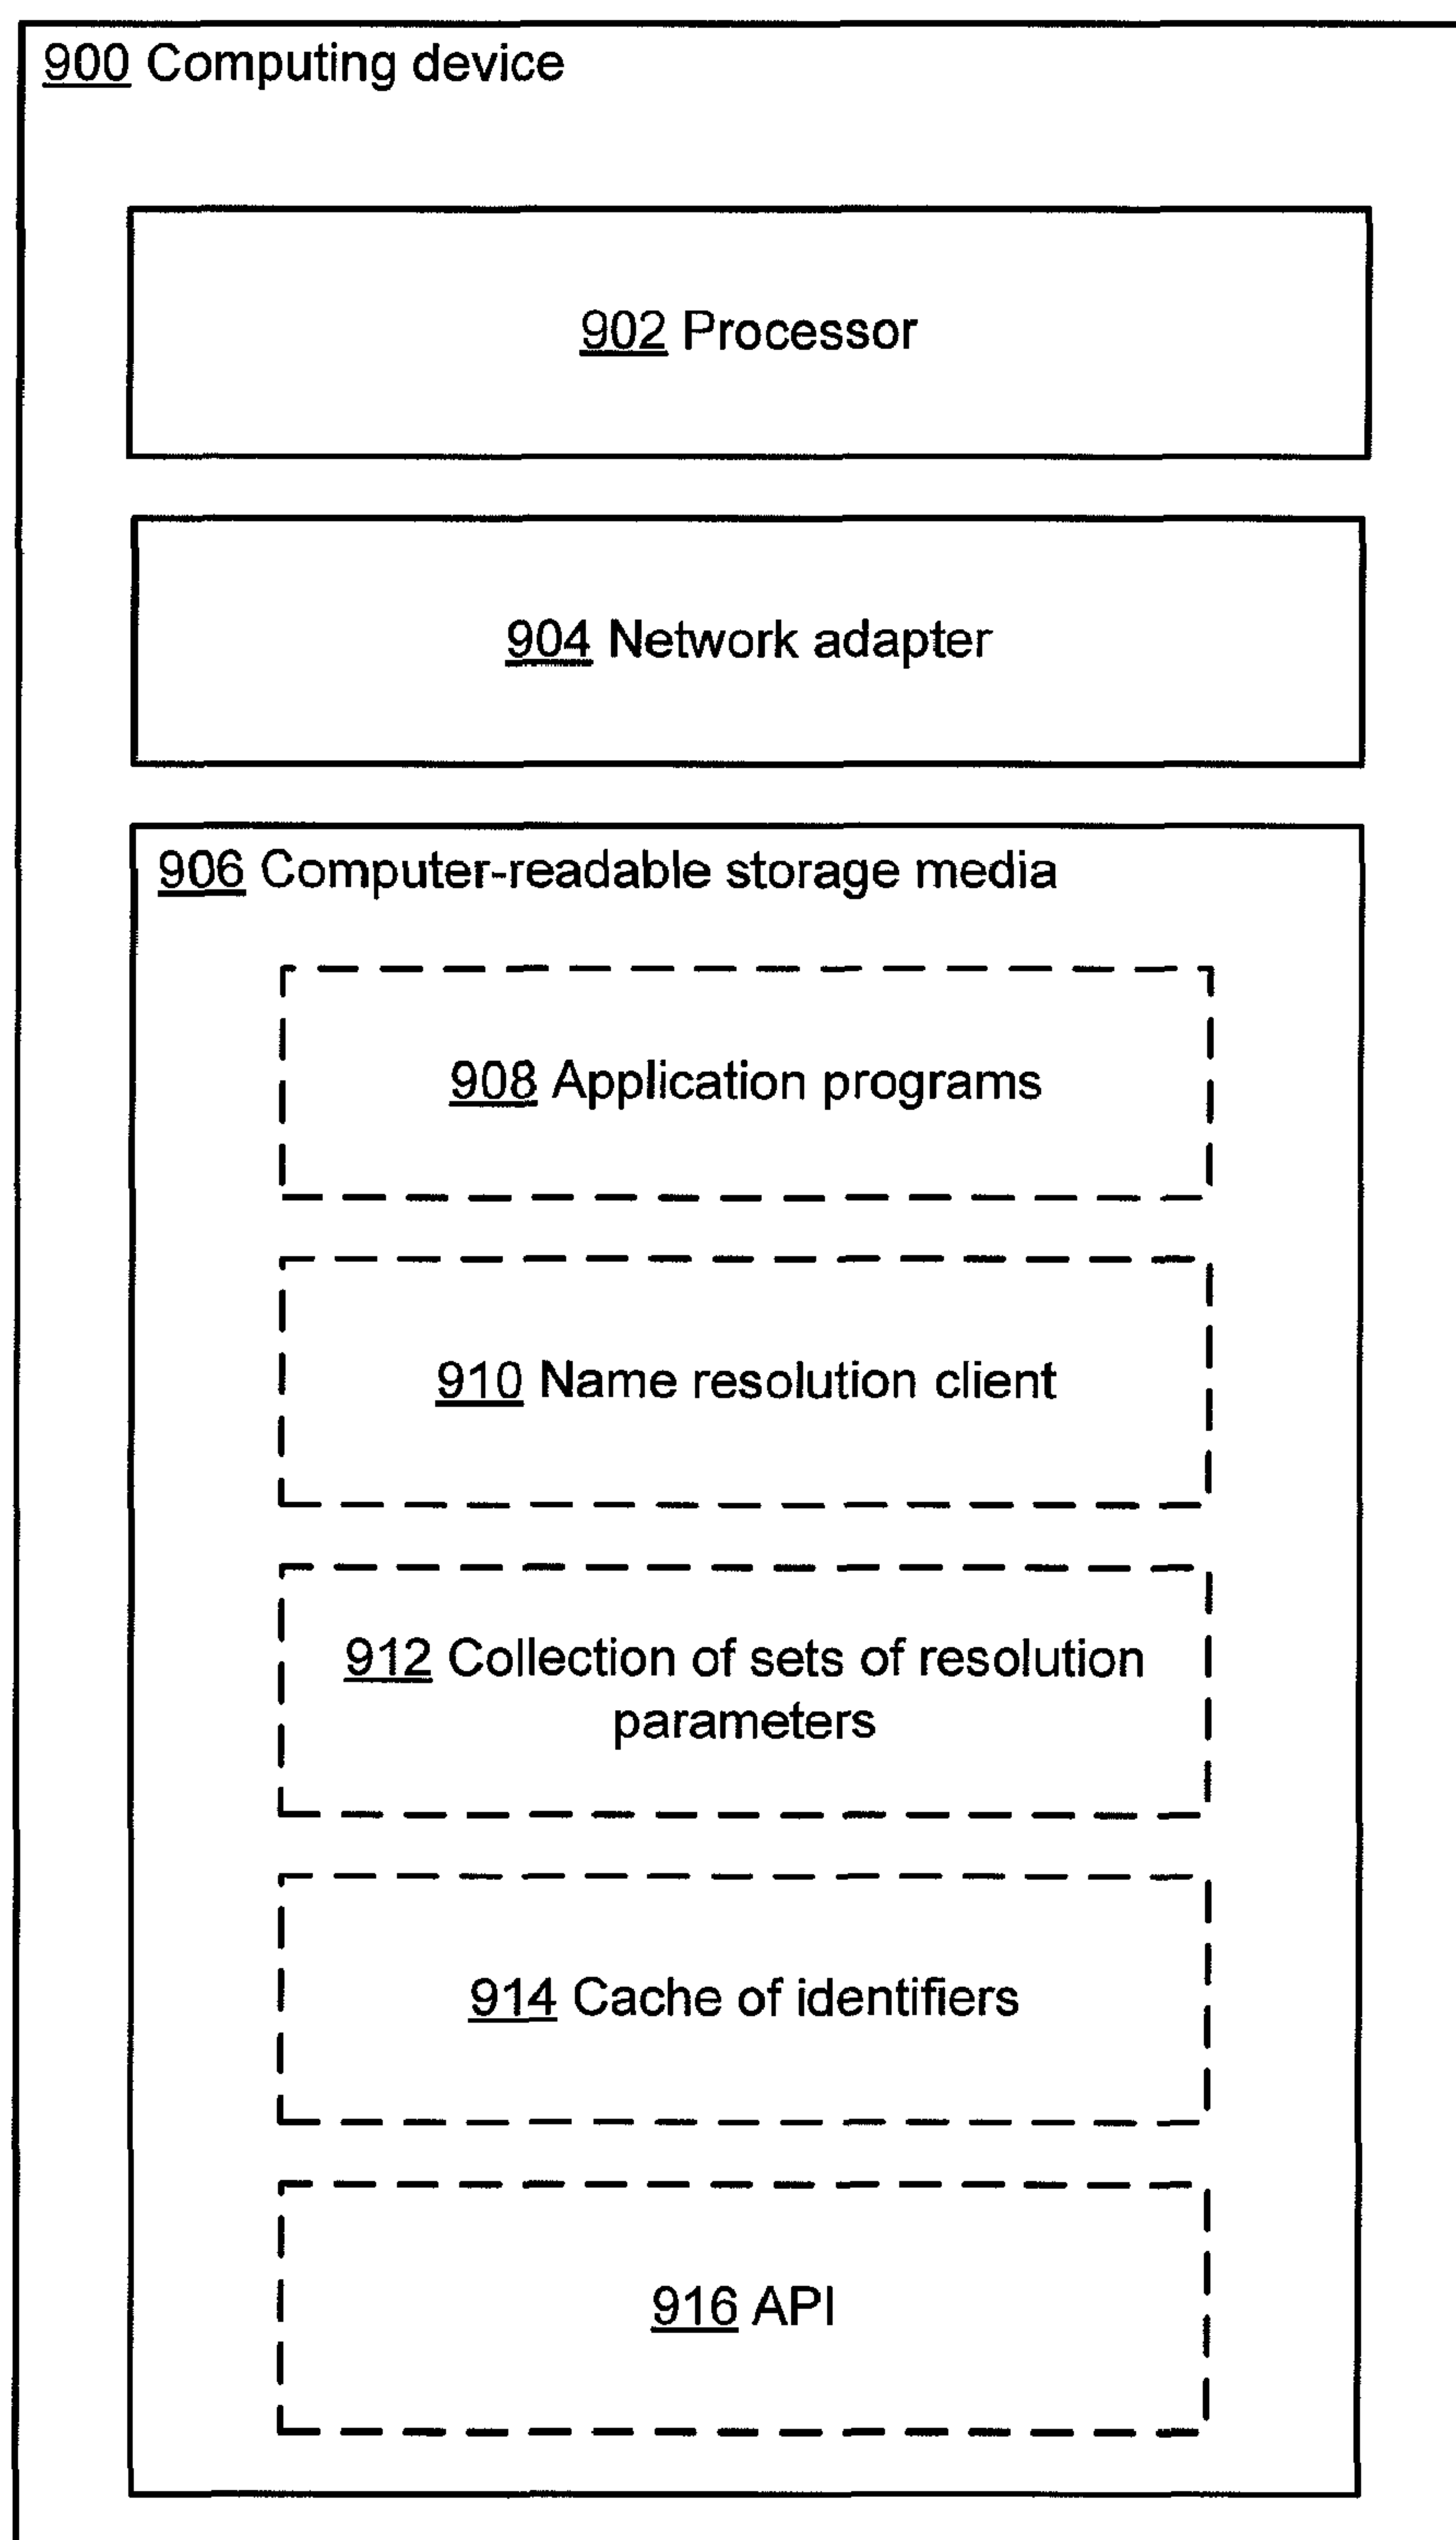 900 Computing device
902 Processor
904 Network adapter
906 Computer-readable storage media
908 Application programs
910 Name resolution client
912 Collection of sets of resolution
parameters
914 Cache of identifiers
916 API